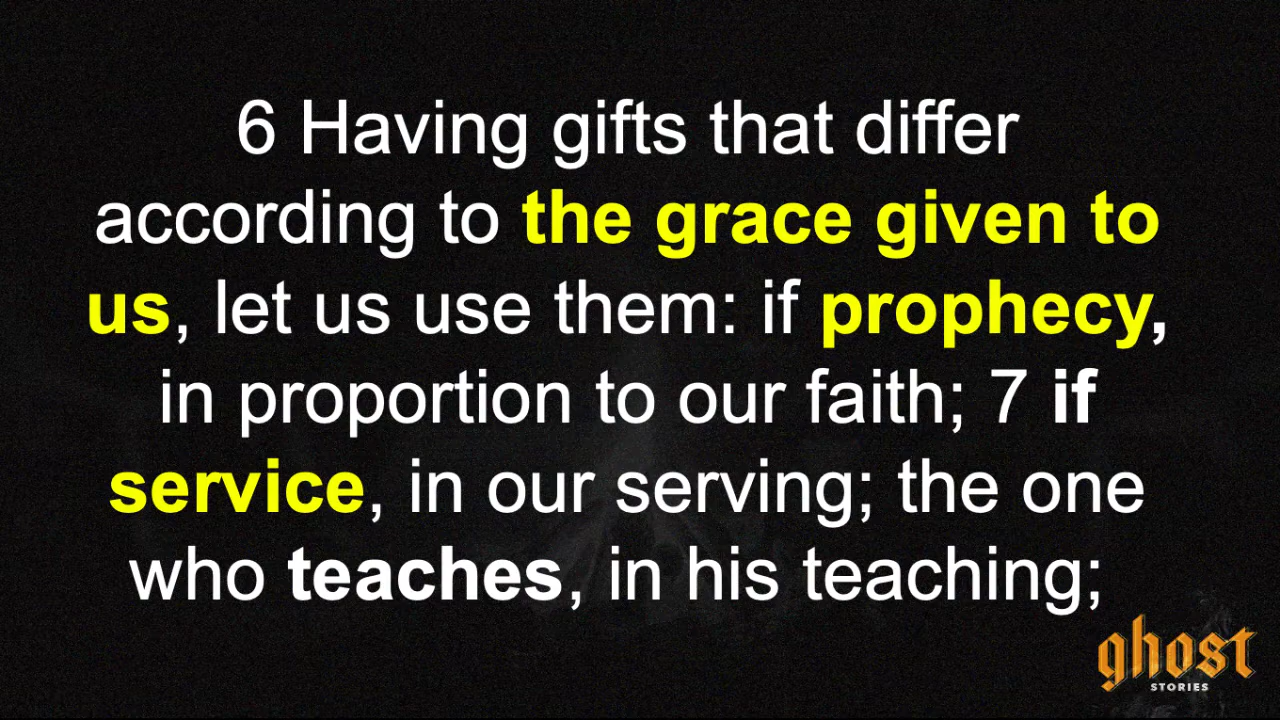 6 Having gifts that differ
according to the grace given to
us, let us use them: if prophecy,
in proportion to our faith; 7 if
service, in our serving; the one
who teaches, in his teaching;
ghost
STORIES